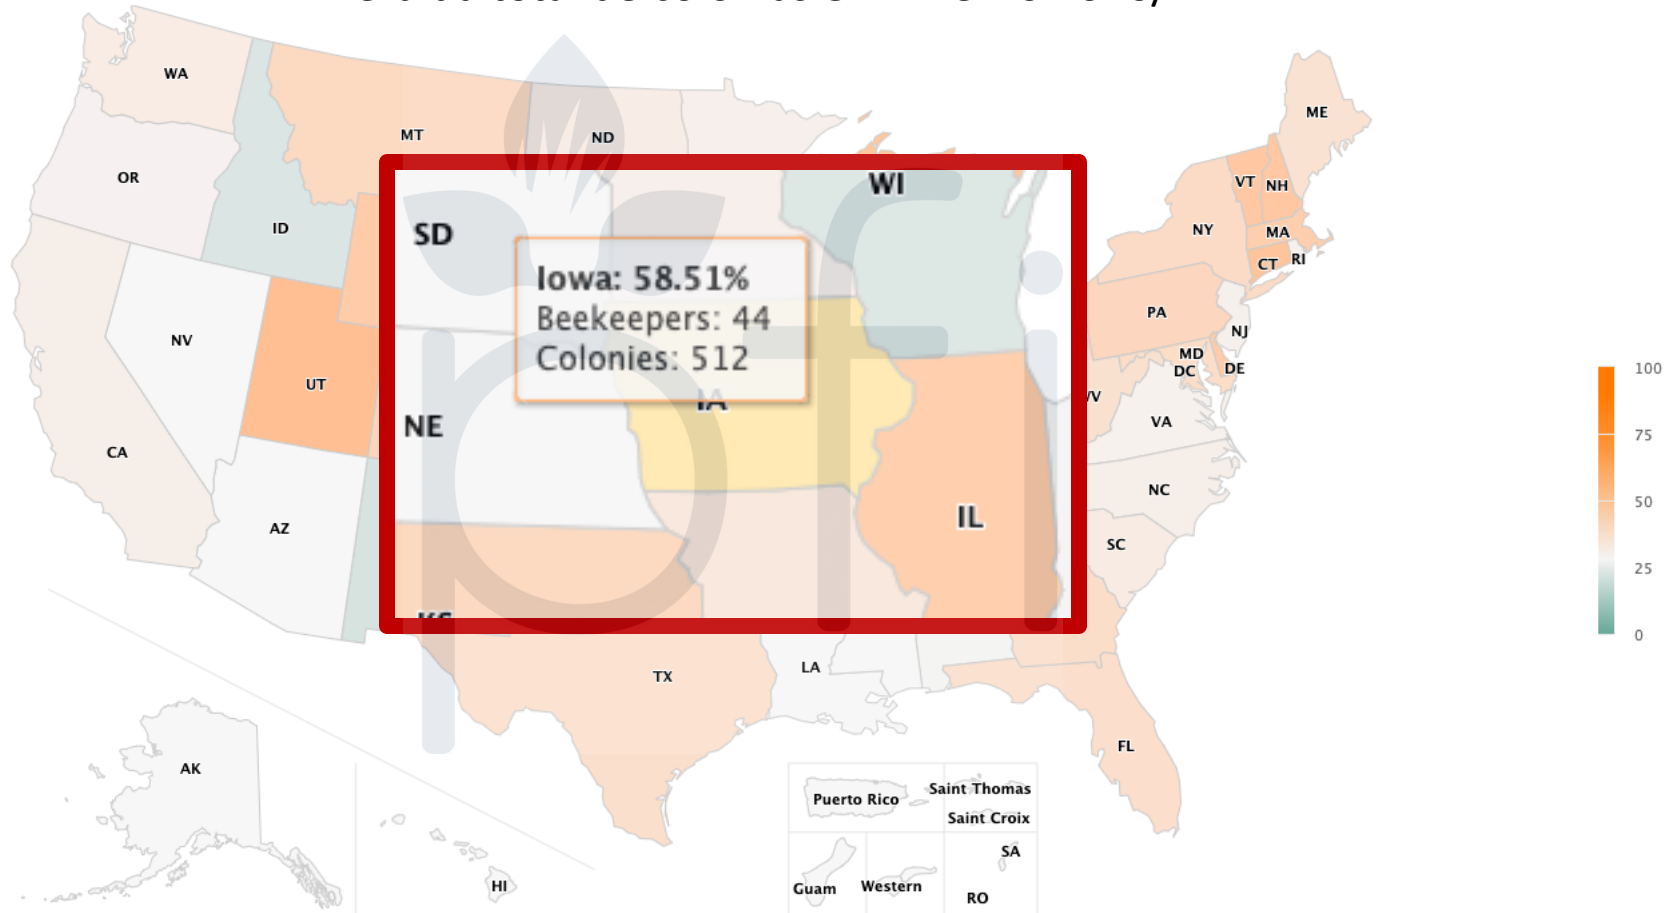 WA
MT
ND
ME
OR
ID
WI
VT
NH
NY
MA
CT
RI
SD
Iowa: 58.51%
Beekeepers: 44
Colonies: 512
IA
NV
UT
PA
NJ
MD
DC
DE
CA
NE
VA
AZ
NC
IL
SC
KS
TX
LA
FL
AK
HI
Puerto Rico
Saint Thomas
Saint Croix
Guam
Western
SA
RO
100
75
50
25
0